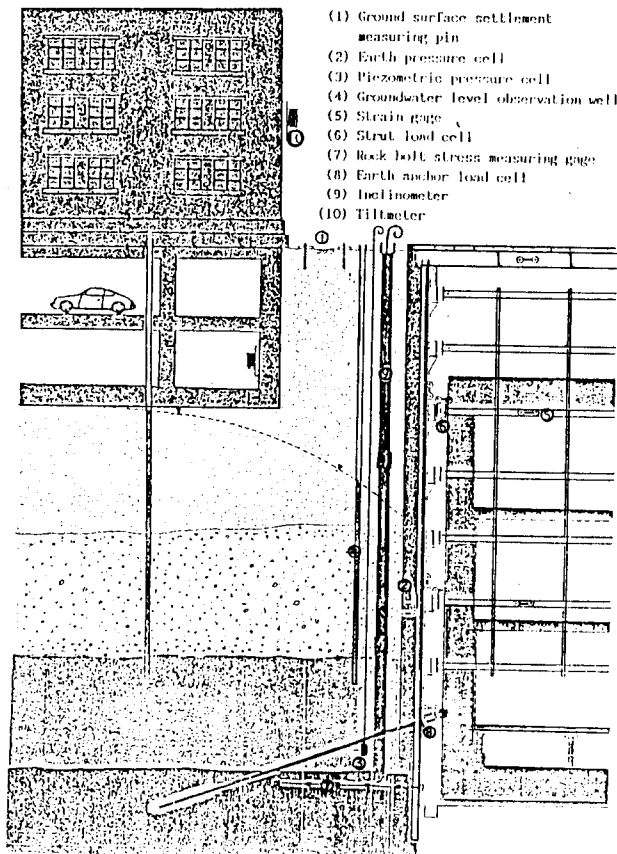 (1) Ground surface settlement
measuring pin
(2) Earth pressure cell
(3) Piezometric pressure cell
(4) Groundwater level observation well
(5) Strain gage
(6) Strut load cell
(7) Rock bolt stress measuring gage
(8) Earth anchor load cell
(9) Inclinometer
(10) Tiltmeter